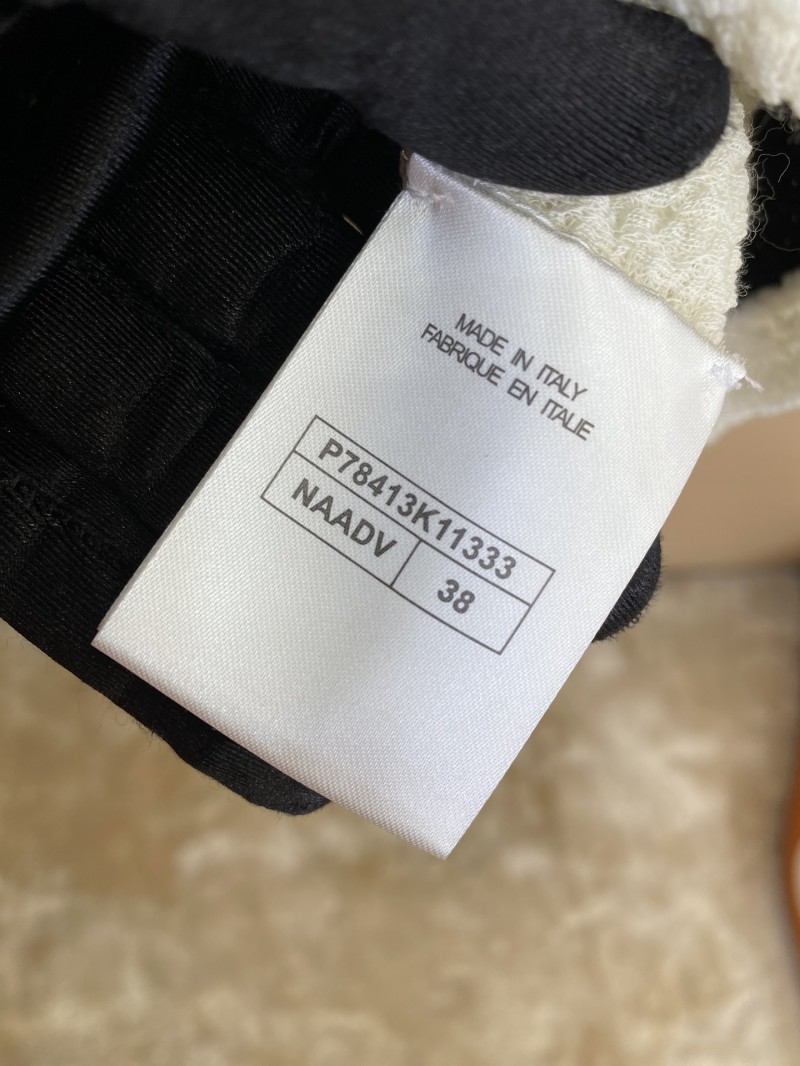 MADE IN ITALY
FABRIQUE EN ITALIE
P78413K11333
NAADV 38